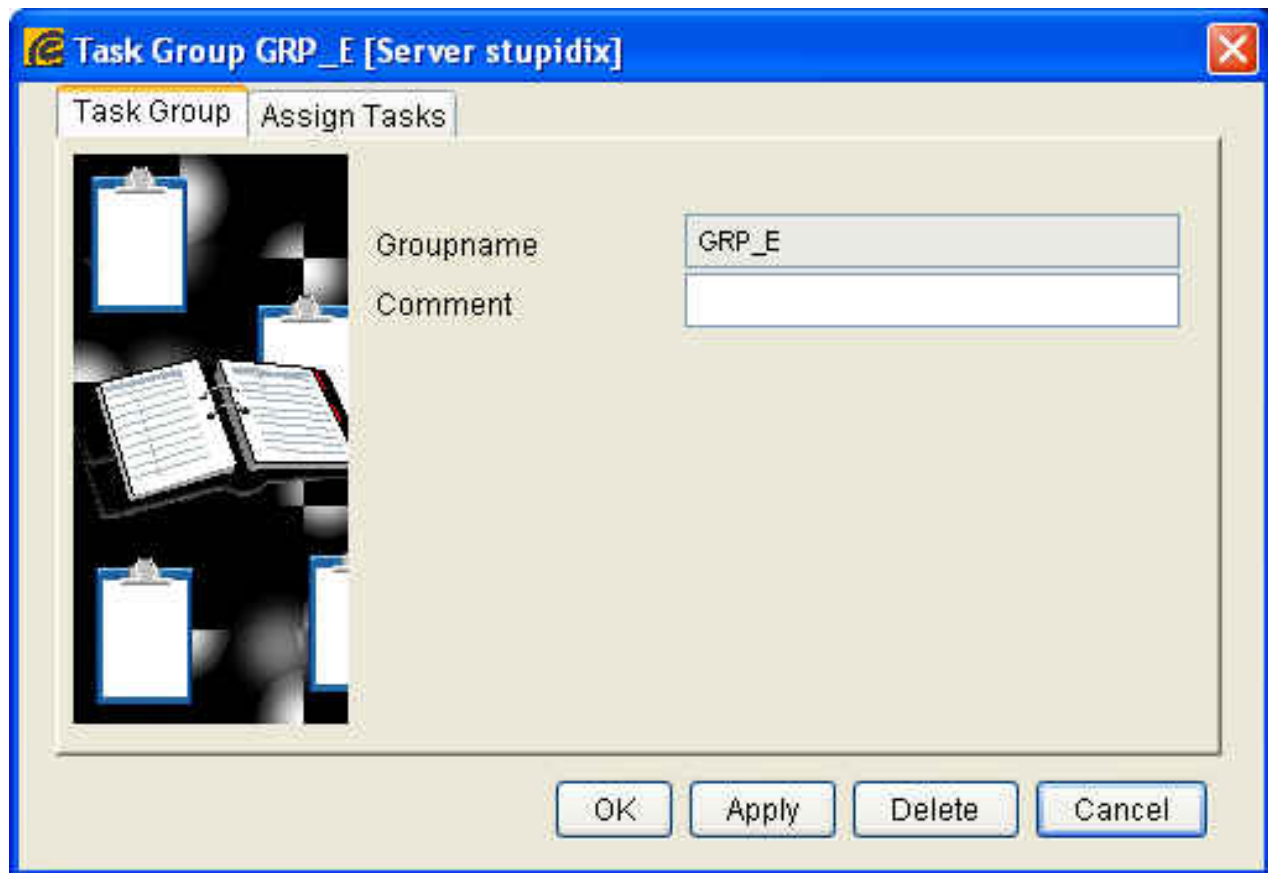 Task Group GRP_E [Server stupidix]
Task Group Assign Tasks
Groupname GRP_E
Comment
OK Apply Delete Cancel